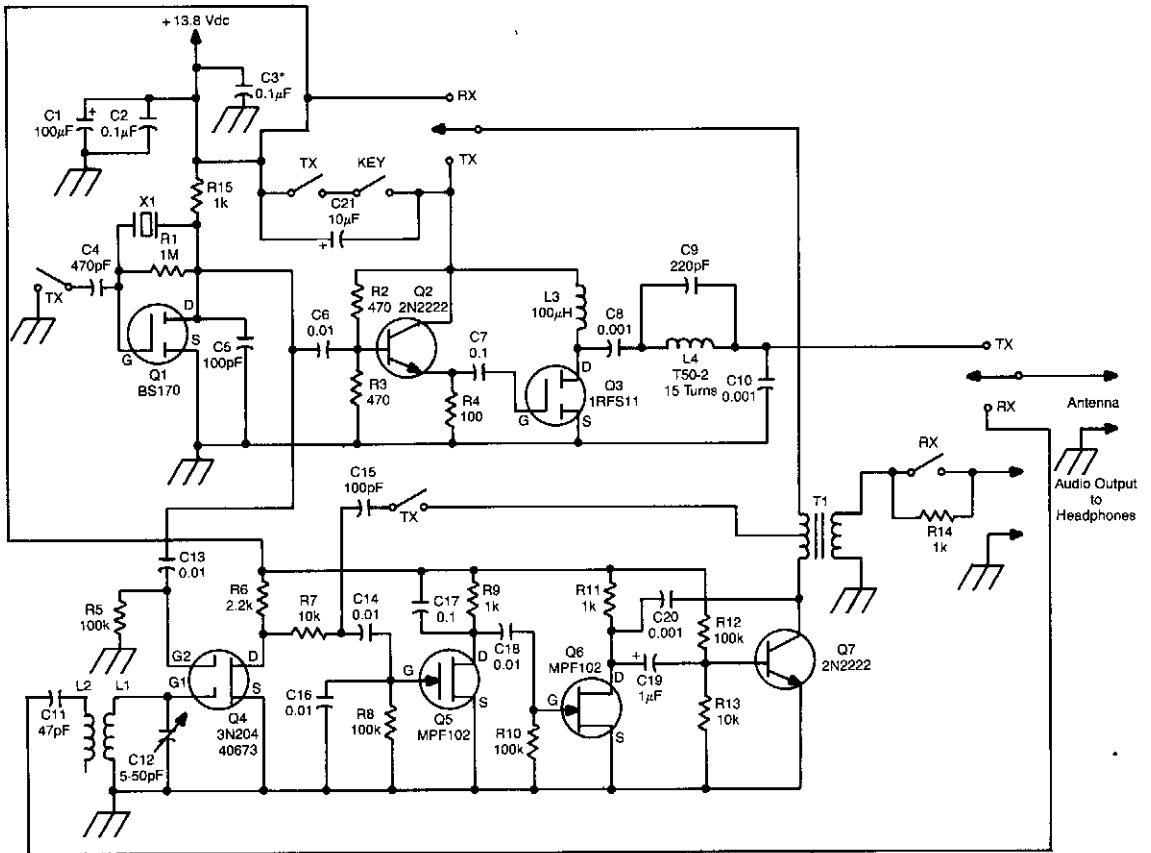 + 13.8 Vdc
C3*
0.1µF
C1
100µF
+
C2
0.1µF
RX
TX
TX
KEY
C21
10µF
+
R15
1k
X1
R1
1M
C4
470pF
TX
D
S
G
Q1
BS170
C5
100pF
C6
0.01
R2
470
Q2
2N2222
R3
470
R4
100
C7
0.1
L3
100µH
C8
0.001
C9
220pF
L4
T50-2
15 Turns
D
G
S
Q3
1RFS11
C10
0.001
TX
RX
Antenna
RX
Audio Output
to
Headphones
R14
1k
T1
C15
100pF
TX
C13
0.01
R5
100k
R6
2.2k
R7
10k
C14
0.01
C17
0.1
R9
1k
C18
0.01
R11
1k
C20
0.001
R12
100k
Q7
2N2222
G2
G1
D
S
Q4
3N204
40673
L2
L1
C11
47pF
C12
5-50pF
C16
0.01
R8
100k
G
D
S
Q5
MPF102
R10
100k
Q6
MPF102
G
D
S
+
C19
1µF
R13
10k